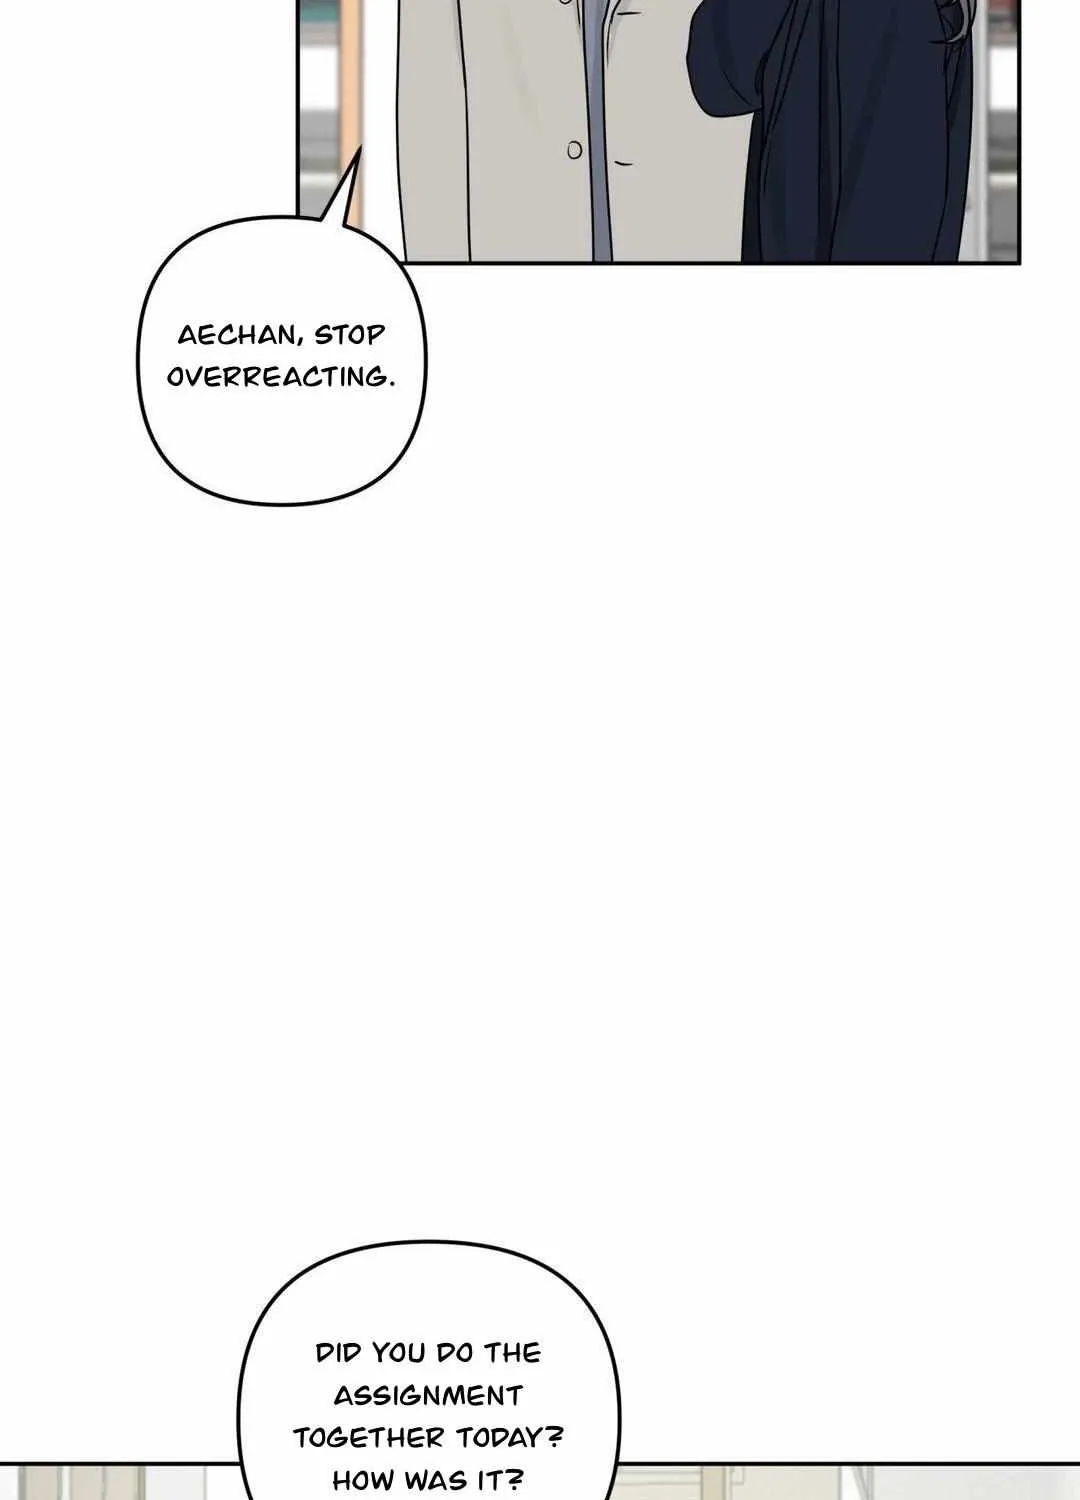 AECHAN, STOP
OVERREACTING.
DID YOU DO THE
ASSIGNMENT
TOGETHER TODAY?
HOW WAS IT?